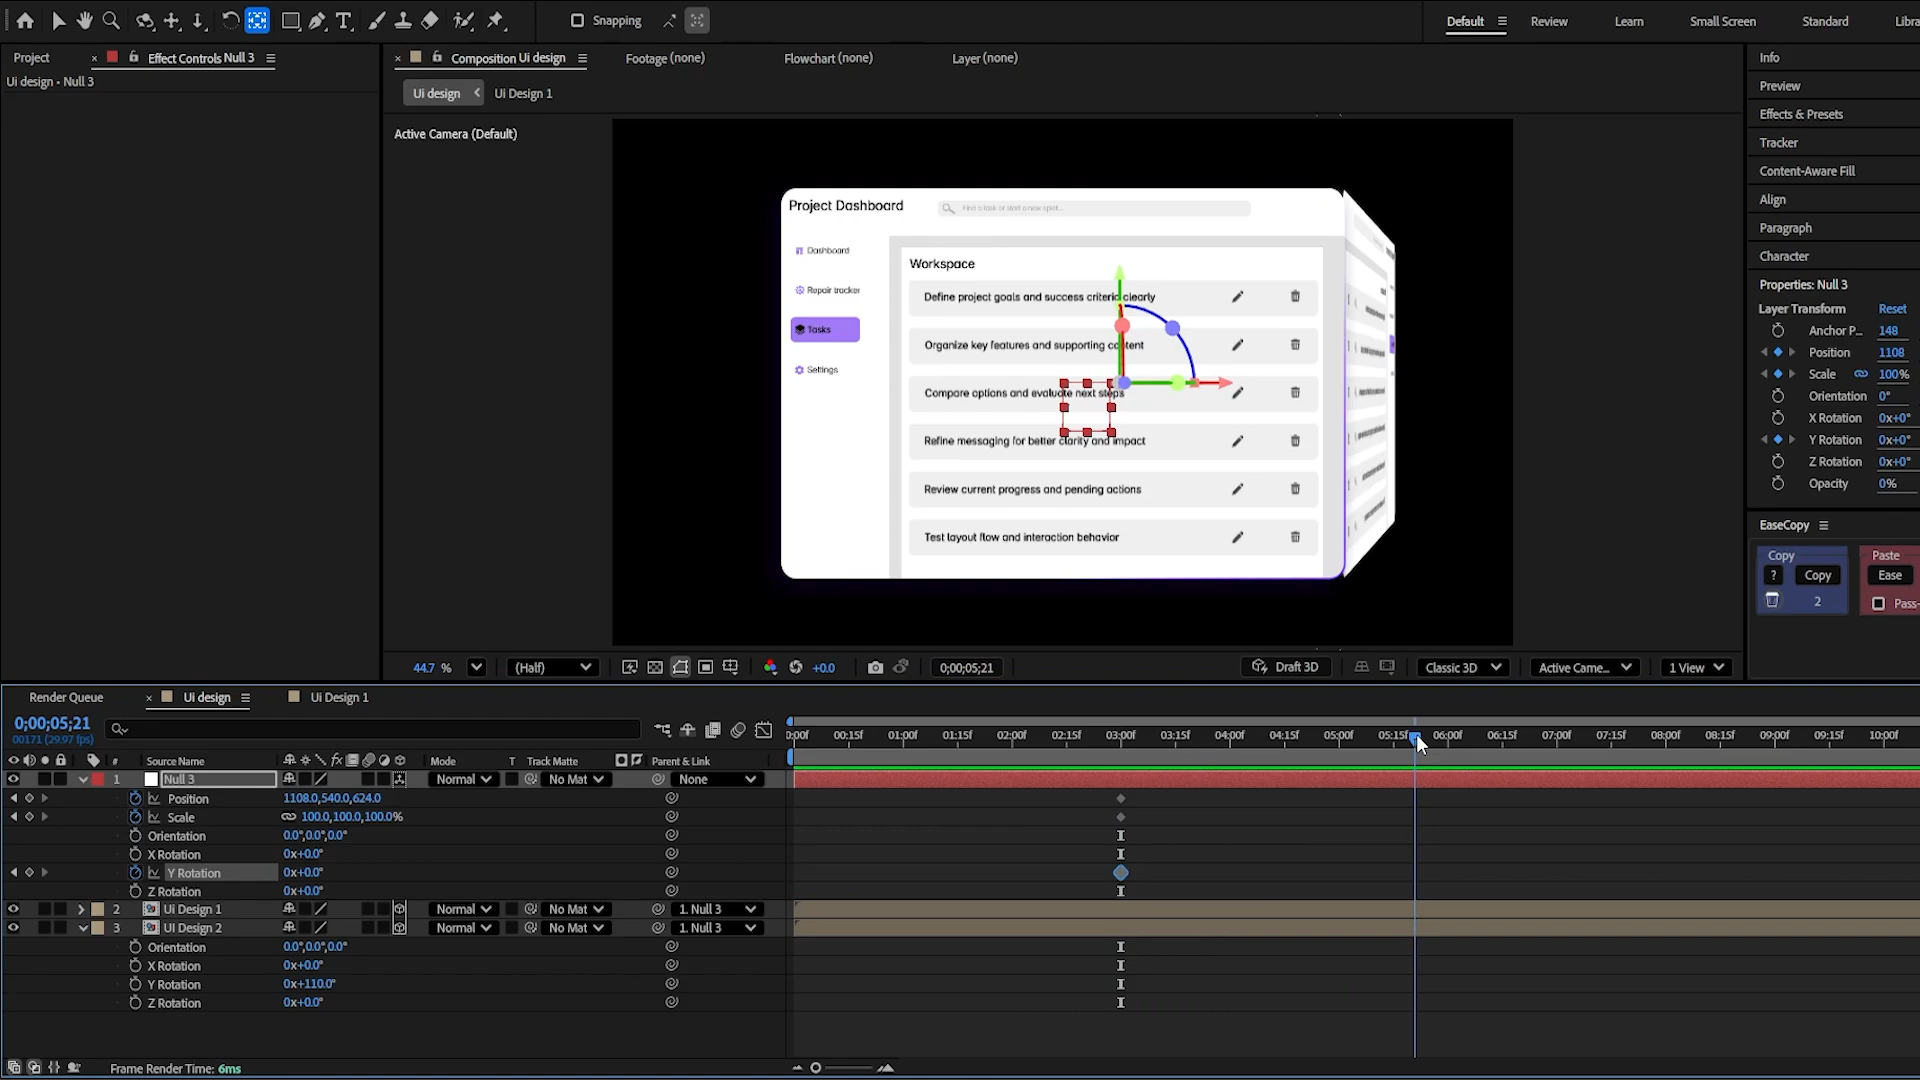 Snapping
Default
Review
Learn
Small Screen
Standard
Libra
Project
Effect Controls Null 3
Composition Ui design
Footage (none)
Flowchart (none)
Layer (none)
Info
Ui design • Null 3
Ui design
Ui Design 1
Preview
Effects & Presets
Active Camera (Default)
Tracker
Content-Aware Fill
Align
Paragraph
Character
Project Dashboard
Find a task or start a new
Dashboard
Repair tracker
Tasks
Settings
Workspace
Define project goals and success criteria clearly
Organize key features and supporting content
Compare options and evaluate next steps
Refine messaging for better clarity and impact
Review current progress and pending actions
Test layout flow and interaction behavior
Properties: Null 3
Layer Transform
Reset
Anchor P...
148
Position
1108
Scale
100%
Orientation
0°
X Rotation
0x+0°
Y Rotation
0x+0°
Z Rotation
0x+0°
Opacity
0%
EaseCopy
Copy
Paste
?
Copy
Ease
2
Pass-
44.7 %
(Half)
+0.0
0;00;05;21
Draft 3D
Classic 3D
Active Came...
1 View
Render Queue
Ui design
Ui Design 1
0;00;05;21
00171 (29.97 fps)
0:00f
00:15f
01:00f
01:15f
02:00f
02:15f
03:00f
03:15f
04:00f
04:15f
05:00f
05:15f
06:00f
06:15f
07:00f
07:15f
08:00f
08:15f
09:00f
09:15f
10:00f
#
Source Name
fx
Mode
T
Track Matte
Parent & Link
1
Null 3
Normal
No Mat
None
Position
1108.0,540.0,624.0
Scale
100.0,100.0,100.0%
Orientation
0.0°,0.0°,0.0°
X Rotation
0x+0.0°
Y Rotation
0x+0.0°
Z Rotation
0x+0.0°
2
Ui Design 1
Normal
No Mat
1. Null 3
3
UI Design 2
Normal
No Mat
1. Null 3
Orientation
0.0°,0.0°,0.0°
X Rotation
0x+0.0°
Y Rotation
0x+110.0°
Z Rotation
0x+0.0°
Frame Render Time: 6ms